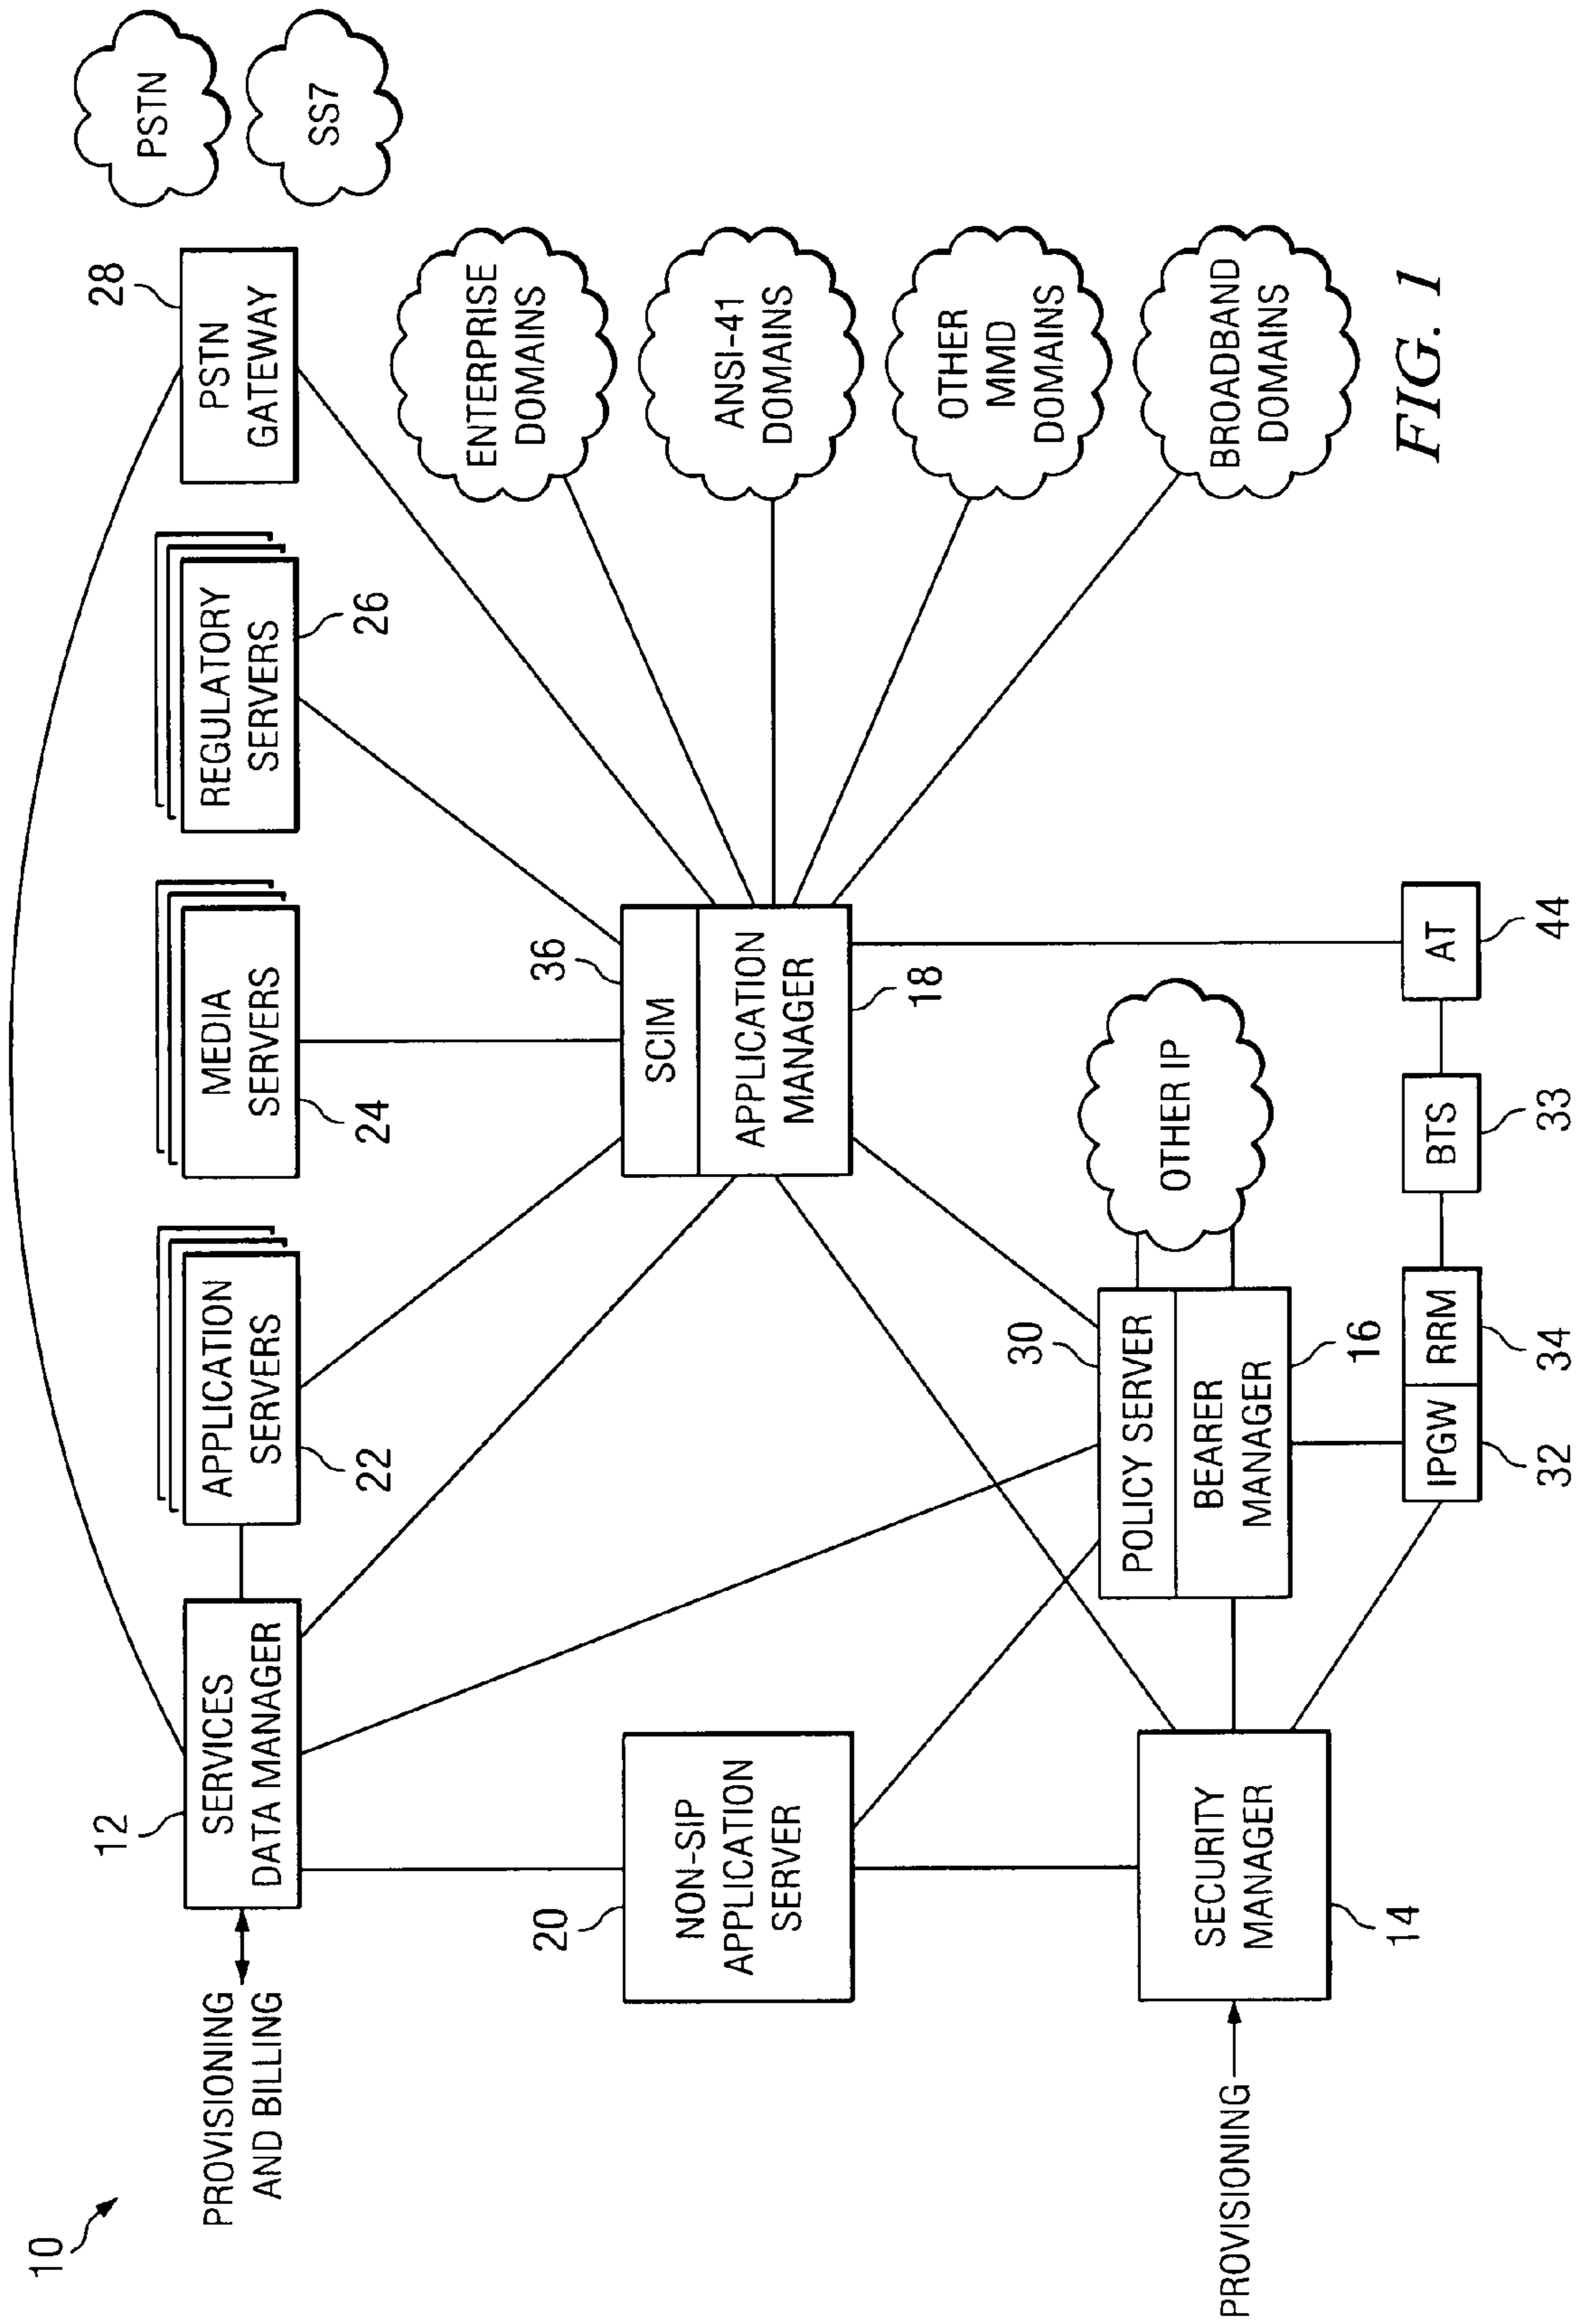 10
PROVISIONING
AND BILLING
12
SERVICES
DATA MANAGER
APPLICATION
SERVERS
22
MEDIA
SERVERS
24
REGULATORY
SERVERS
26
28
PSTN
GATEWAY
PSTN
SS7
20
NON-SIP
APPLICATION
SERVER
36
SCIM
APPLICATION
MANAGER
18
ENTERPRISE
DOMAINS
ANSI-41
DOMAINS
OTHER
MMD
DOMAINS
BROADBAND
DOMAINS
PROVISIONING
SECURITY
MANAGER
14
30
POLICY SERVER
BEARER
MANAGER
16
OTHER IP
IPGW
RRM
BTS
AT
32
34
33
44
FIG. 1